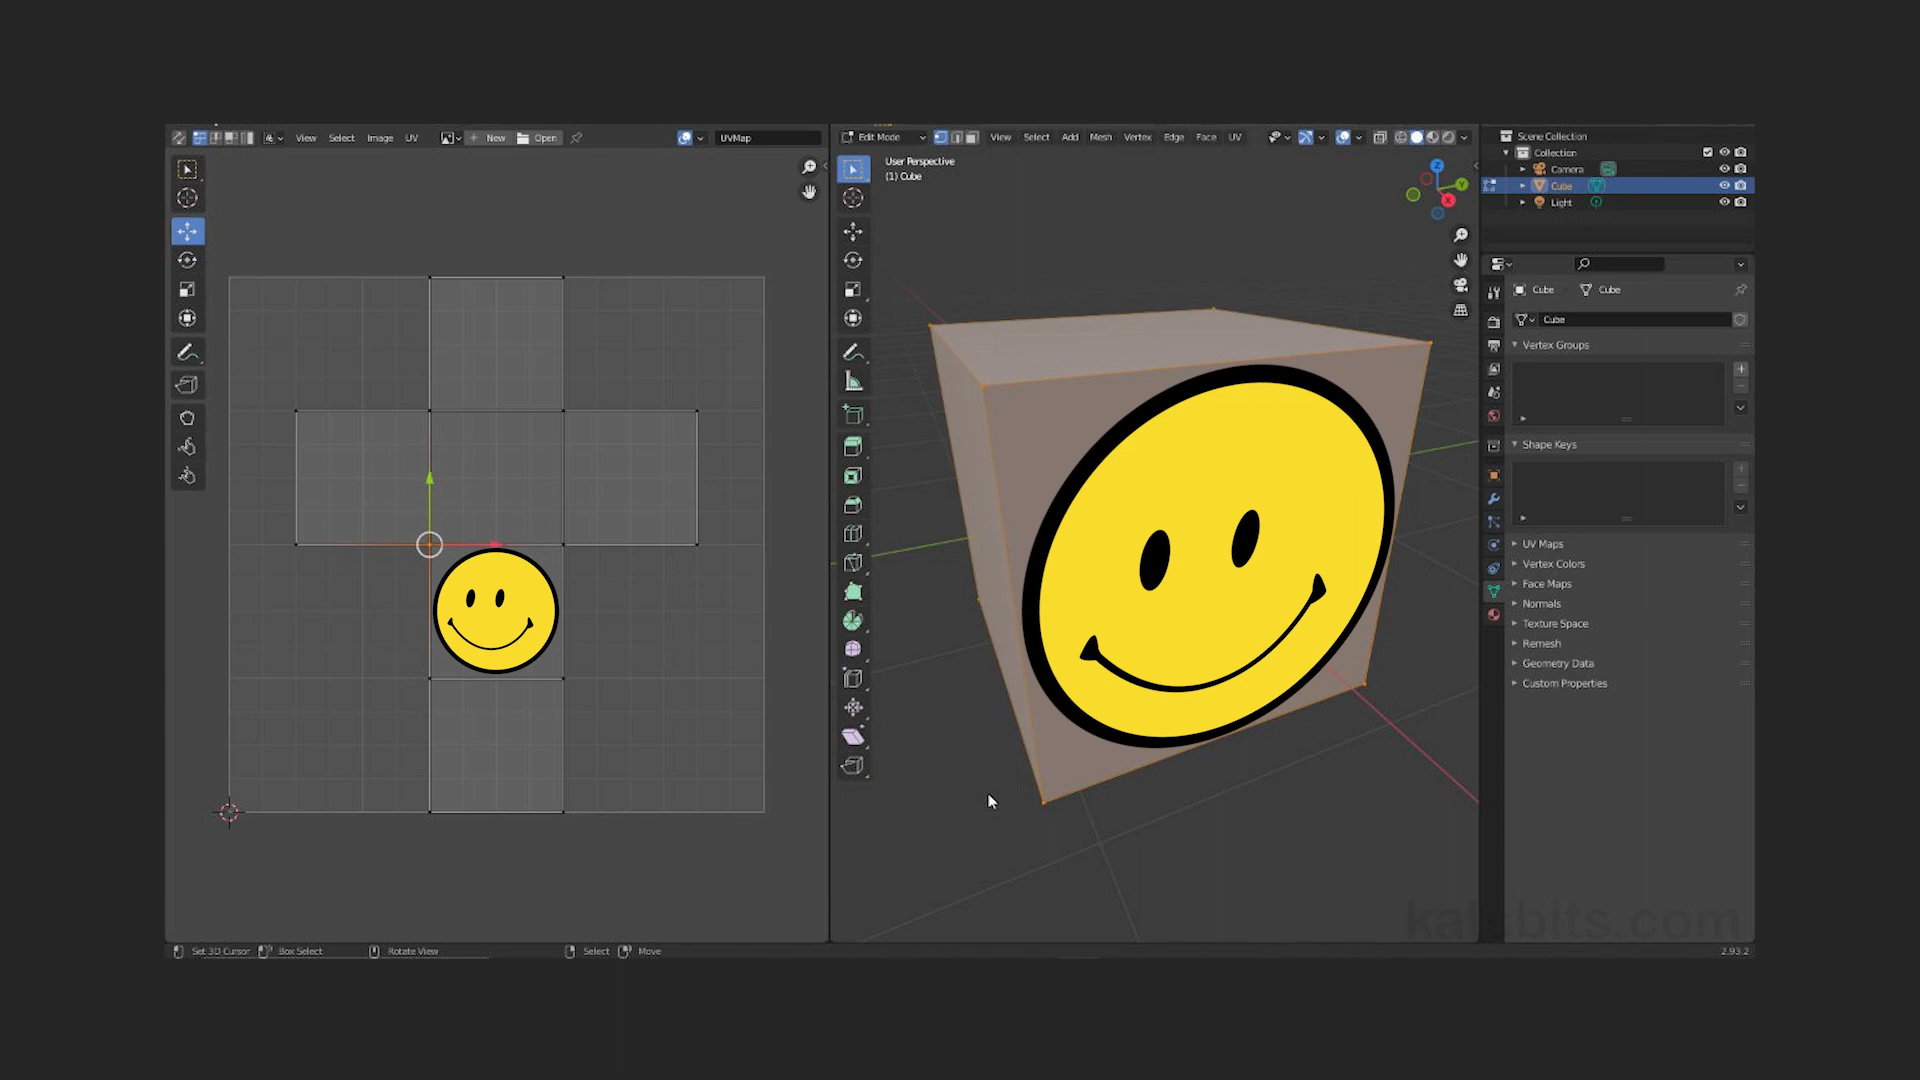 View Select Image UV New Open UVMap
Edit Mode View Select Add Mesh Vertex Edge Face UV
User Perspective
(1) Cube
Z
Y
X
Scene Collection
Collection
Camera
Cube
Light
Cube Cube
Cube
Vertex Groups
Shape Keys
UV Maps
Vertex Colors
Face Maps
Normals
Texture Space
Remesh
Geometry Data
Custom Properties
katsbits.com
Set 3D Cursor Box Select Rotate View Select Move 2.93.2